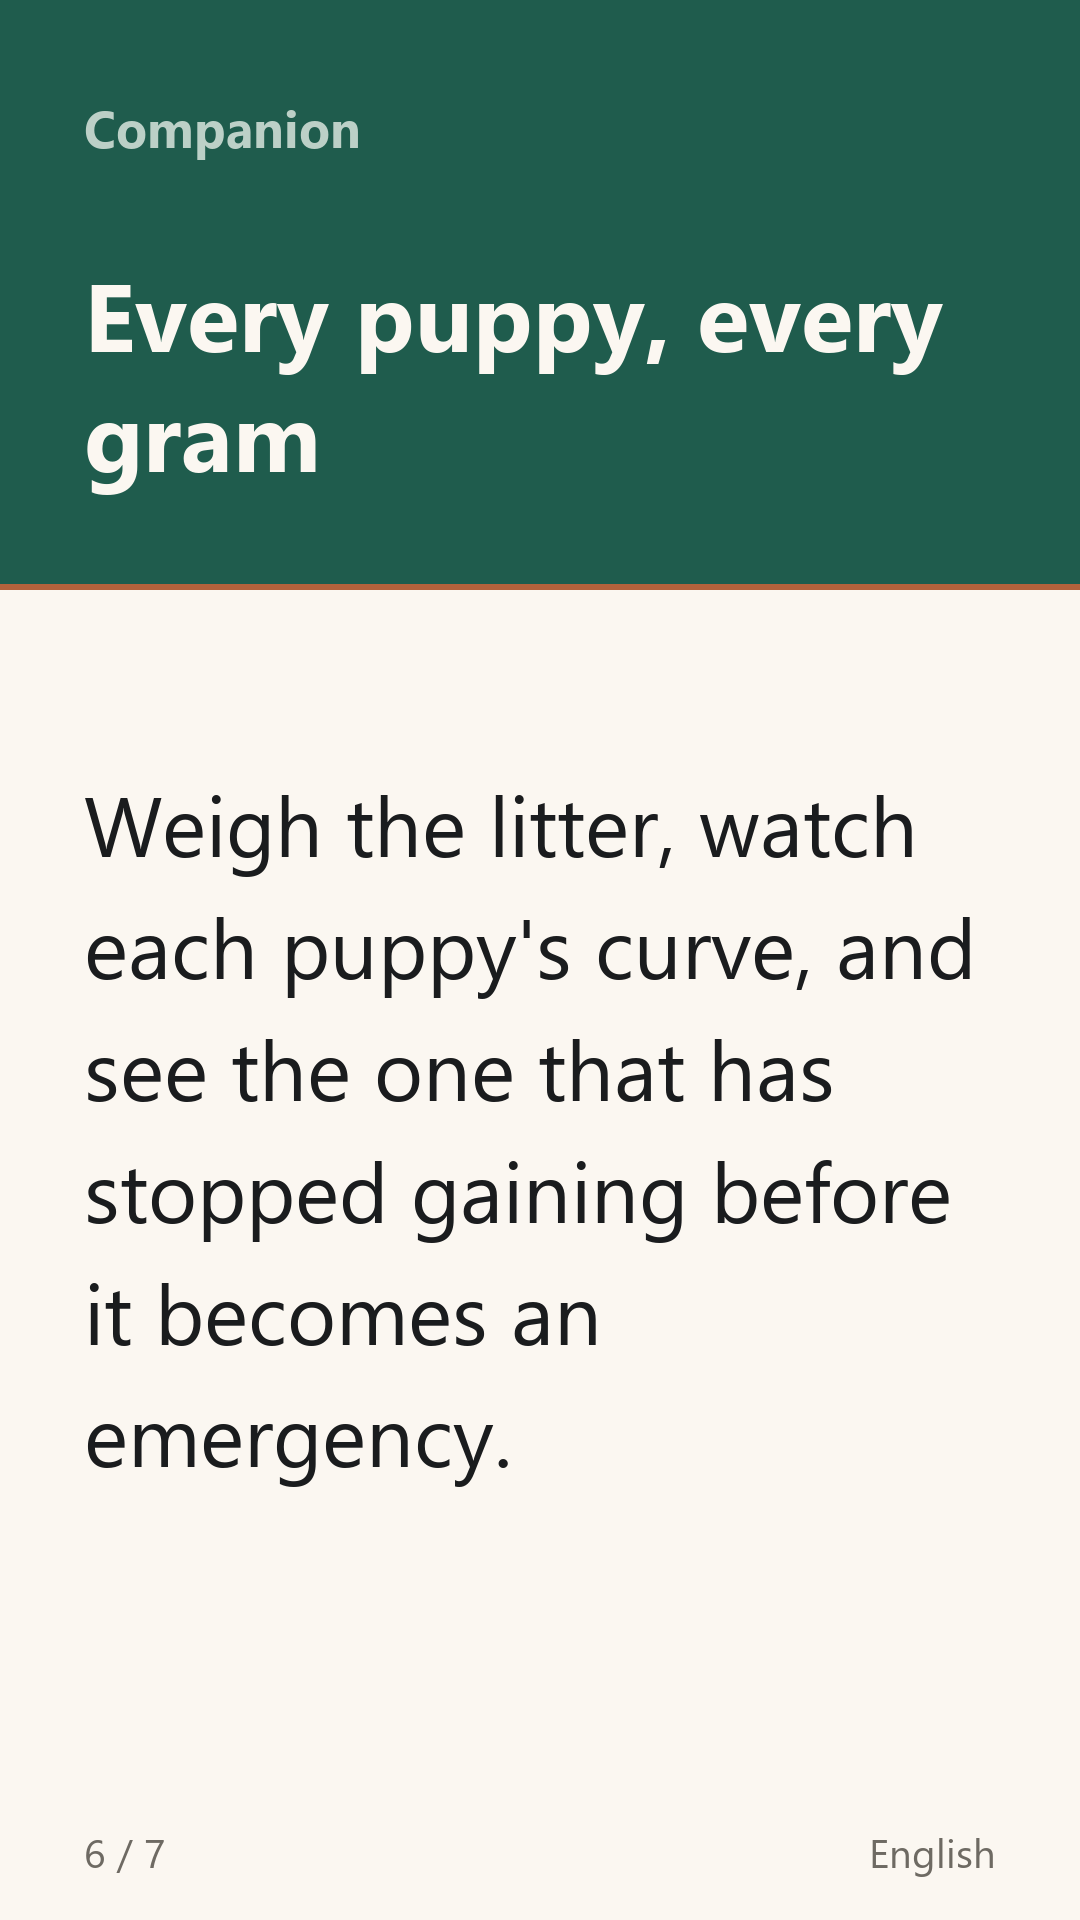 Companion
Every puppy, every
gram
Weigh the litter, watch
each puppy's curve, and
see the one that has
stopped gaining before
it becomes an
emergency.
6 / 7
English